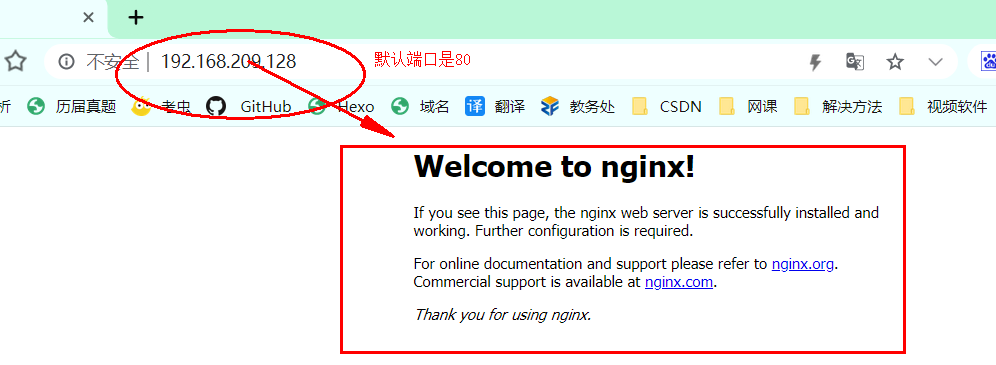 不安全 192.168.209.128
默认端口是80
析 历届真题 考虫 GitHub Hexo 域名 译 翻译 教务处 CSDN 网课 解决方法 视频软件
Welcome to nginx!
If you see this page, the nginx web server is successfully installed and
working. Further configuration is required.
For online documentation and support please refer to nginx.org.
Commercial support is available at nginx.com.
Thank you for using nginx.